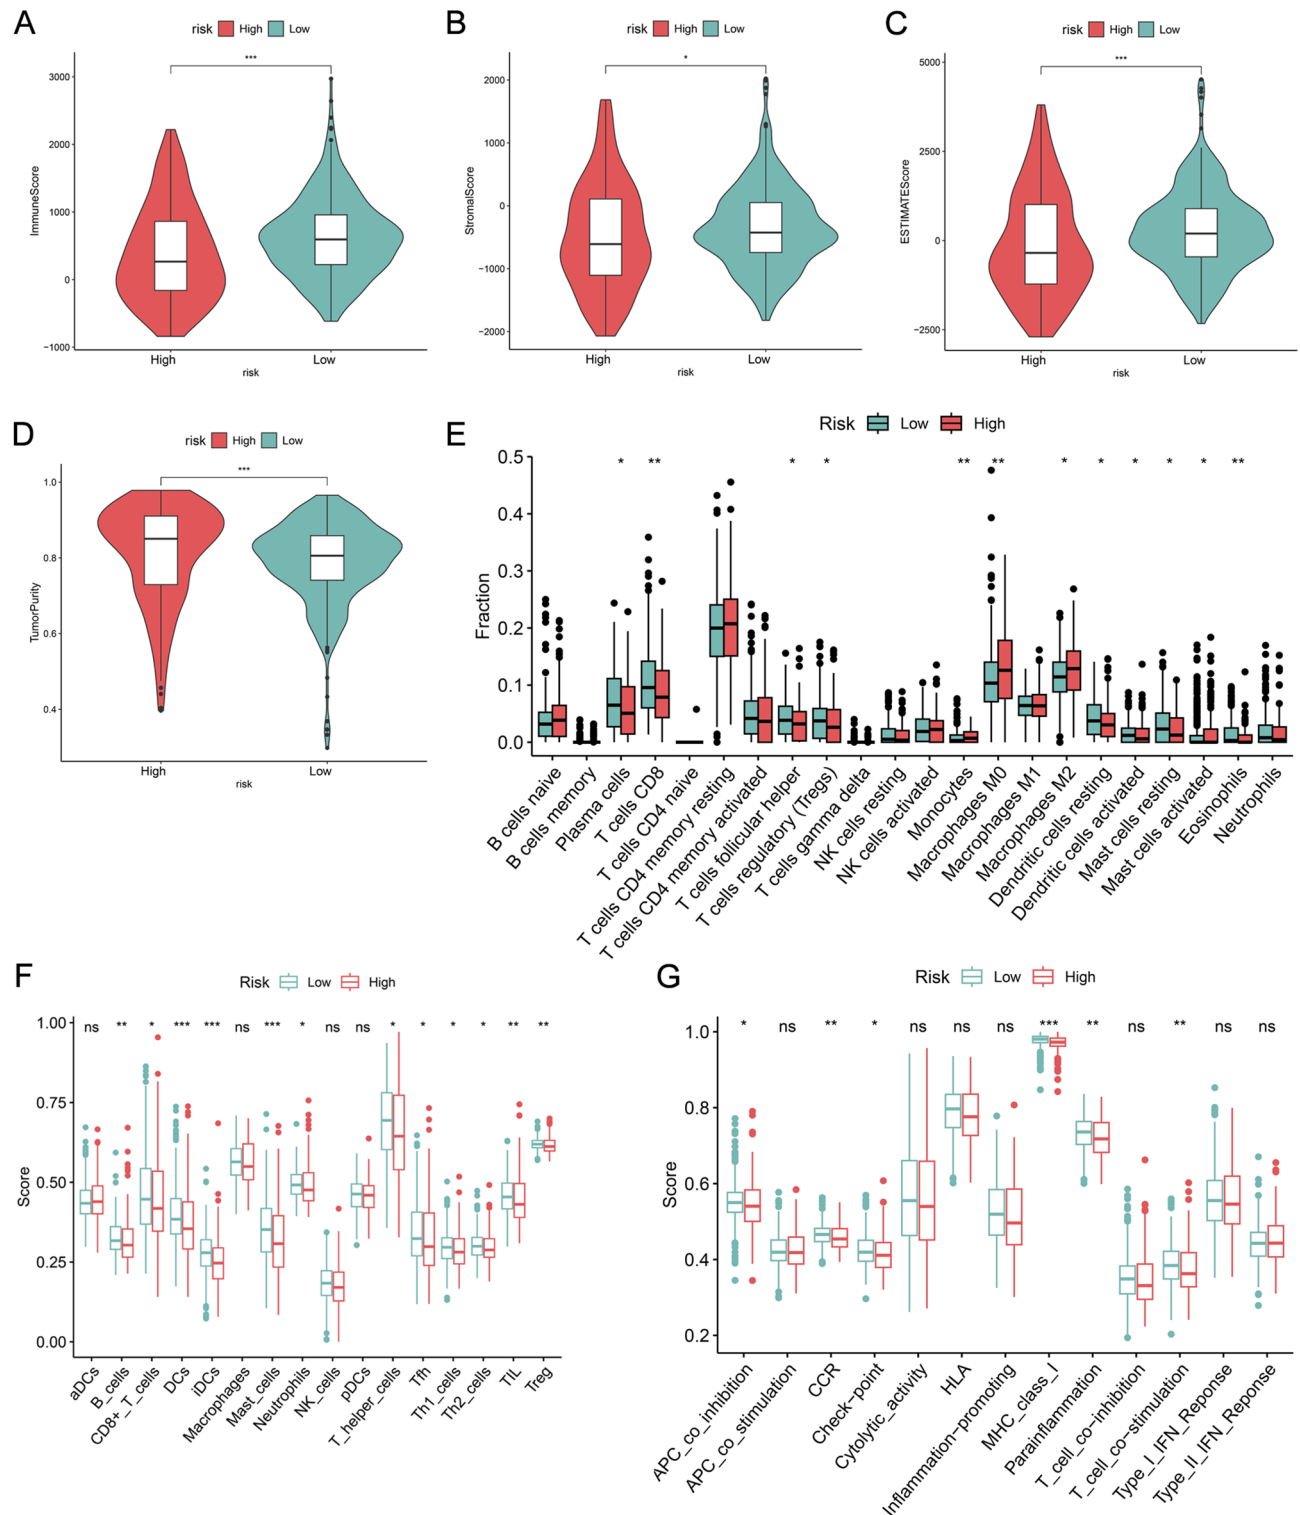 A
risk High Low
***
3000
2000
1000
0
−1000
ImmuneScore
High
Low
risk
B
risk High Low
*
2000
1000
0
−1000
−2000
StromalScore
High
Low
risk
C
risk High Low
***
5000
2500
0
−2500
ESTIMATEScore
High
Low
risk
D
risk High Low
***
1.0
0.8
0.6
0.4
TumorPurity
High
Low
risk
E
Risk Low High
* ** * * ** ** * * * * * **
0.5
0.4
0.3
0.2
0.1
0.0
Fraction
B cells naive
B cells memory
Plasma cells
T cells CD8
T cells CD4 naive
T cells CD4 memory resting
T cells CD4 memory activated
T cells follicular helper
T cells regulatory (Tregs)
T cells gamma delta
NK cells resting
NK cells activated
Monocytes
Macrophages M0
Macrophages M1
Macrophages M2
Dendritic cells resting
Dendritic cells activated
Mast cells resting
Mast cells activated
Eosinophils
Neutrophils
F
Risk Low High
ns ** * *** *** ns *** * ns ns * * * * ** **
1.00
0.75
0.50
0.25
0.00
Score
aDCs
B_cells
CD8+_T_cells
DCs
iDCs
Macrophages
Mast_cells
Neutrophils
NK_cells
pDCs
T_helper_cells
Tfh
Th1_cells
Th2_cells
TIL
Treg
G
Risk Low High
* ns ** * ns ns ns *** ** ns ** ns ns
1.0
0.8
0.6
0.4
0.2
Score
APC_co_inhibition
APC_co_stimulation
CCR
Check−point
Cytolytic_activity
HLA
Inflammation−promoting
MHC_class_I
Parainflammation
T_cell_co−inhibition
T_cell_co−stimulation
Type_I_IFN_Reponse
Type_II_IFN_Reponse